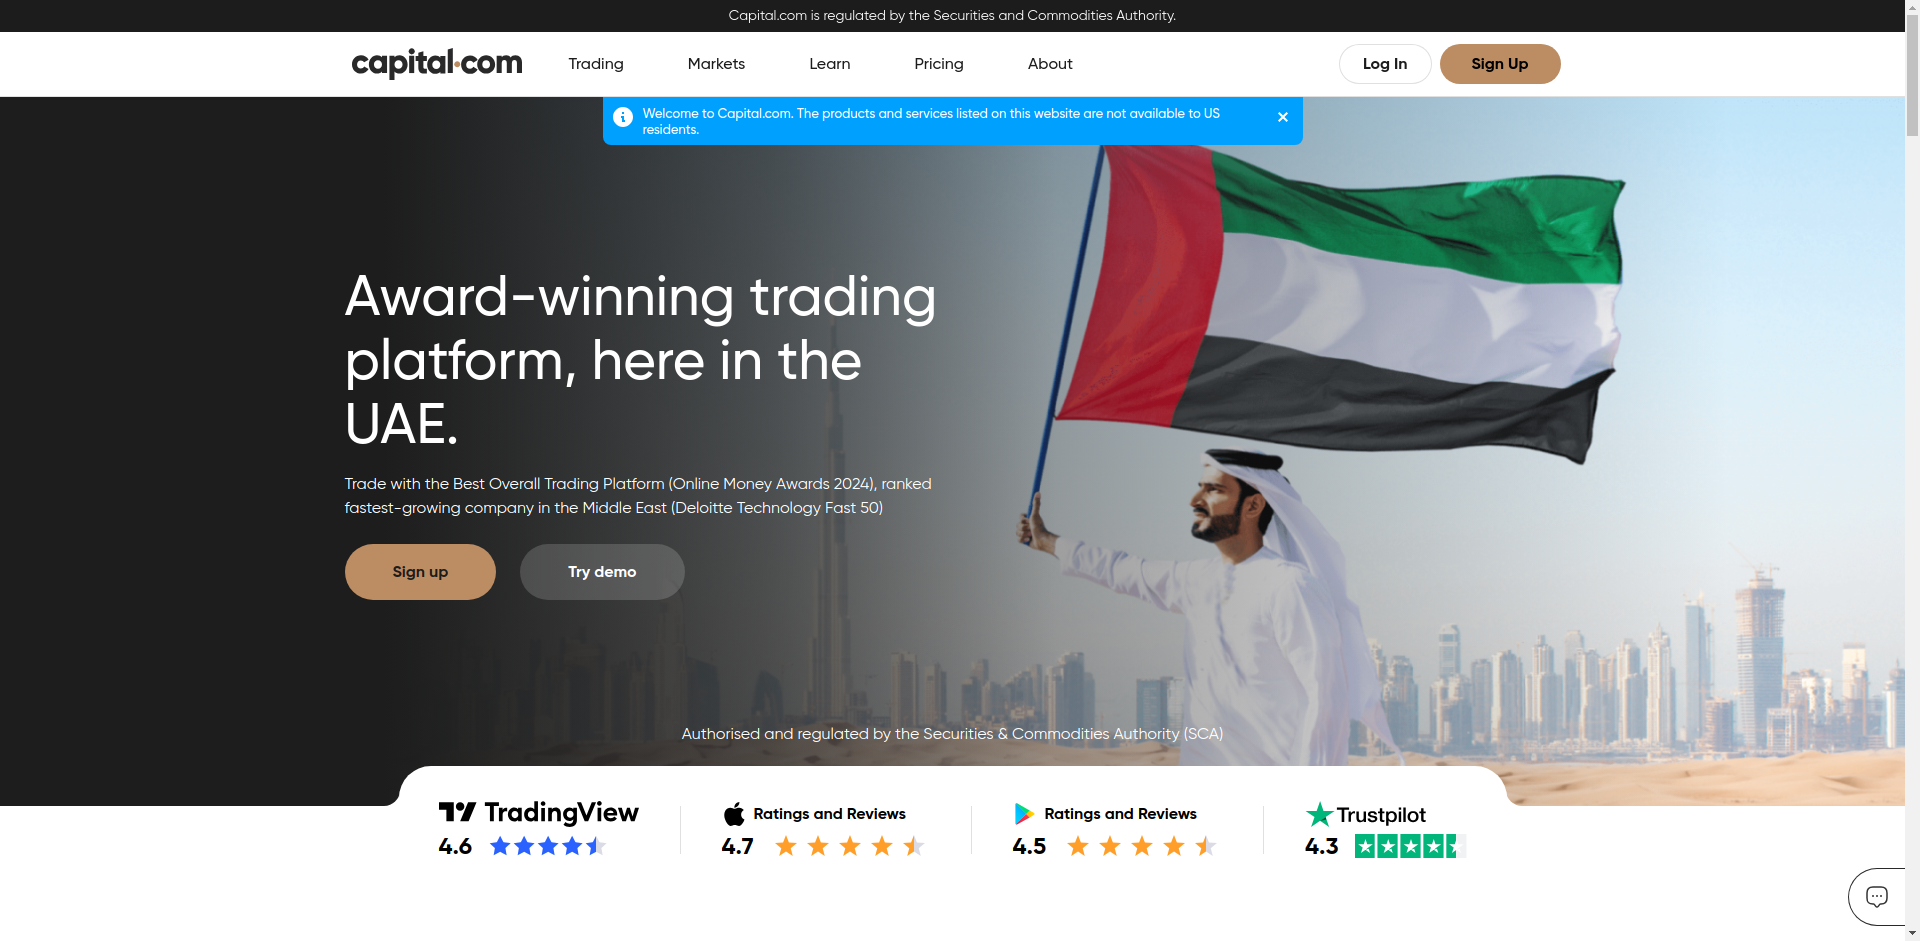 Capital.com is regulated by the Securities and Commodities Authority.
capital.com
Trading
Markets
Learn
Pricing
About
Log In
Sign Up
Welcome to Capital.com. The products and services listed on this website are not available to US
residents.
Award-winning trading
platform, here in the
UAE.
Trade with the Best Overall Trading Platform (Online Money Awards 2024), ranked
fastest-growing company in the Middle East (Deloitte Technology Fast 50)
Sign up
Try demo
Authorised and regulated by the Securities & Commodities Authority (SCA)
TradingView
4.6
Ratings and Reviews
4.7
Ratings and Reviews
4.5
Trustpilot
4.3